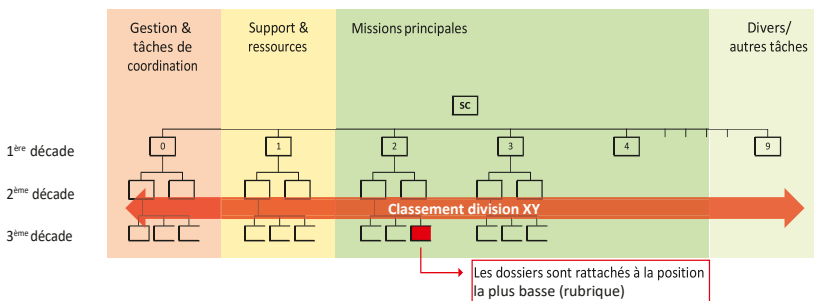 Gestion &
tâches de
coordination
Support &
ressources
Missions principales
Divers/
autres tâches
SC
1ère décade
0
1
2
3
4
9
2ème décade
Classement division XY
3ème décade
Les dossiers sont rattachés à la position
la plus basse (rubrique)